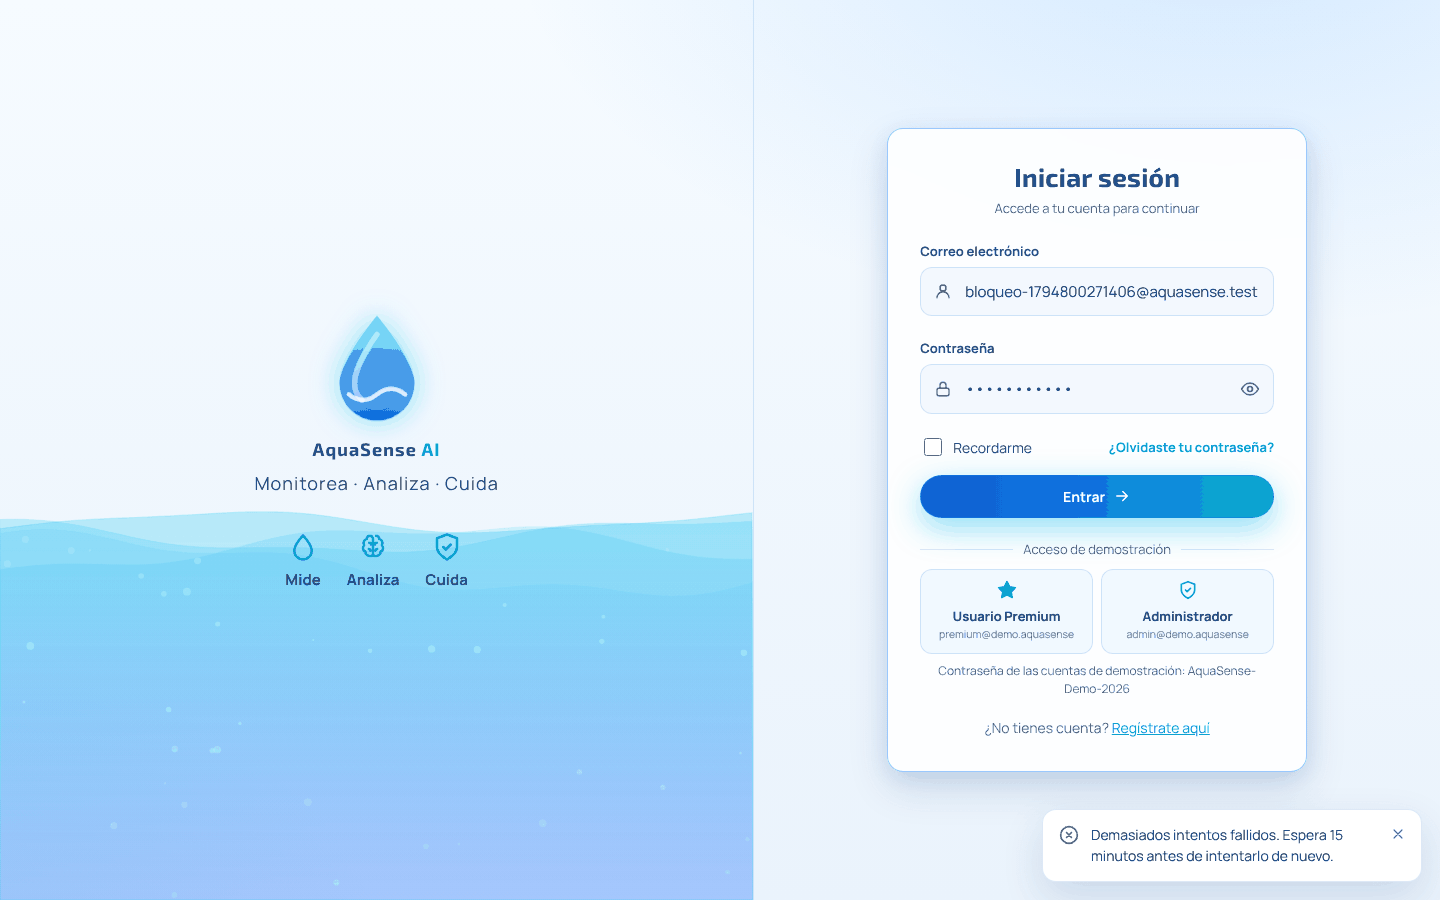 AquaSense AI
Monitorea · Analiza · Cuida
Mide
Analiza
Cuida
Iniciar sesión
Accede a tu cuenta para continuar
Correo electrónico
bloqueo-1794800271406@aquasense.test
Contraseña
•••••••••••
Recordarme
¿Olvidaste tu contraseña?
Entrar →
Acceso de demostración
Usuario Premium
premium@demo.aquasense
Administrador
admin@demo.aquasense
Contraseña de las cuentas de demostración: AquaSense-
Demo-2026
¿No tienes cuenta? Regístrate aquí
Demasiados intentos fallidos. Espera 15
minutos antes de intentarlo de nuevo.